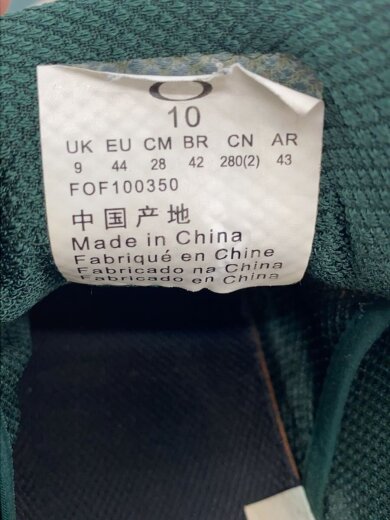 10
UK EU CM BR CN AR
9 44 28 42 280(2) 43
FOF100350
中国产地
Made in China
Fabriqué en Chine
Fabricado na China
Fabricado en China